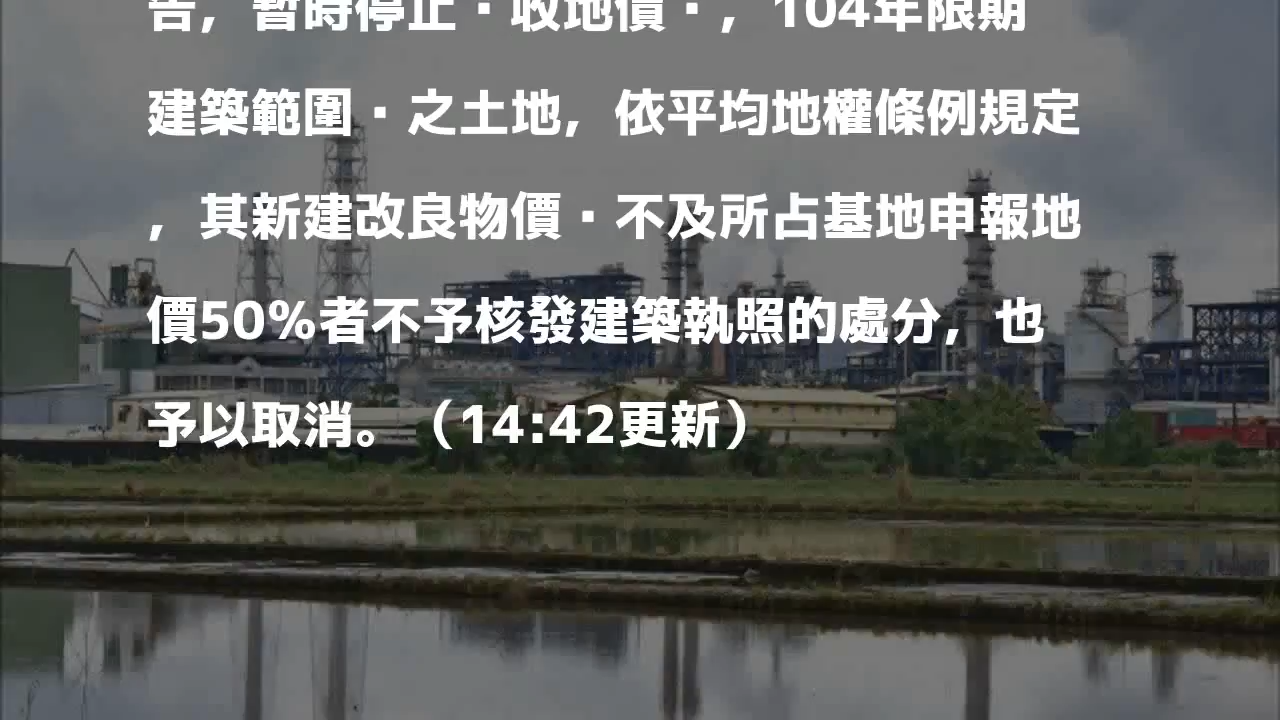 告，暫時停止·收地價·，104年限期
建築範圍·之土地，依平均地權條例規定
，其新建改良物價·不及所占基地申報地
價50%者不予核發建築執照的處分，也
予以取消。（14:42更新）